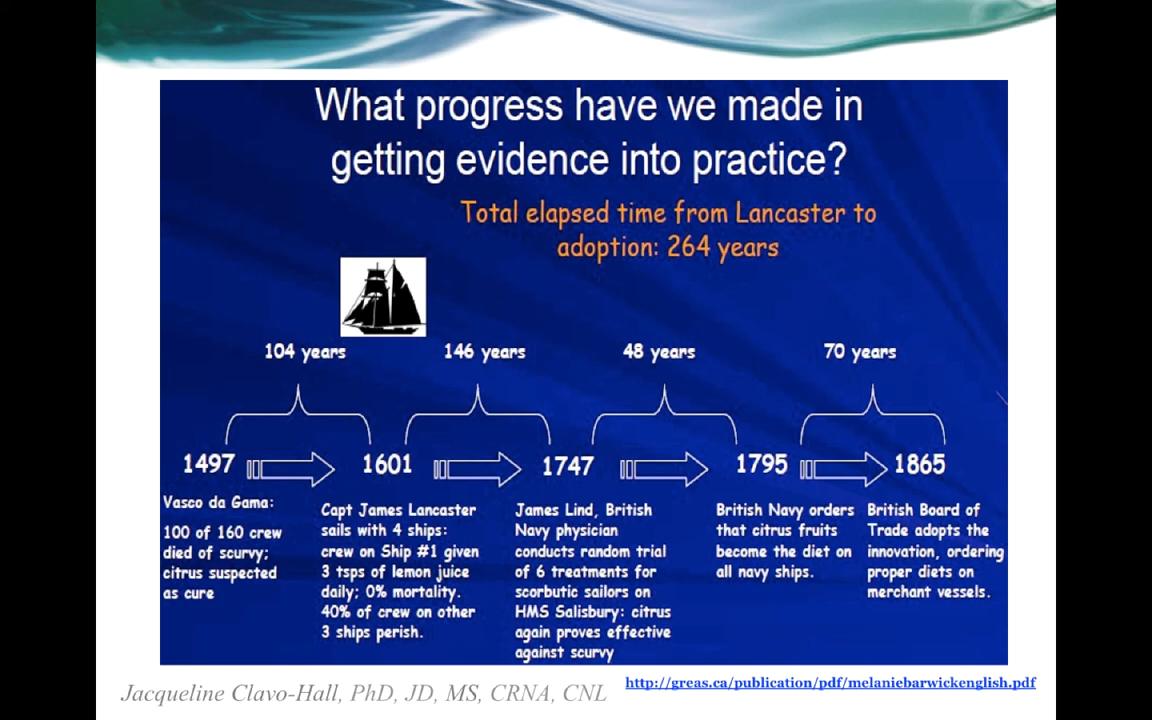 What progress have we made in
getting evidence into practice?
Total elapsed time from Lancaster to
adoption: 264 years
104 years
146 years
48 years
70 years
1497
1601
1747
1795
1865
Vasco da Gama:
100 of 160 crew
died of scurvy;
citrus suspected
as cure
Capt James Lancaster
sails with 4 ships:
crew on Ship #1 given
3 tsps of lemon juice
daily; 0% mortality.
40% of crew on other
3 ships perish.
James Lind, British
Navy physician
conducts random trial
of 6 treatments for
scorbutic sailors on
HMS Salisbury: citrus
again proves effective
against scurvy
British Navy orders
that citrus fruits
become the diet on
all navy ships.
British Board of
Trade adopts the
innovation, ordering
proper diets on
merchant vessels.
Jacqueline Clavo-Hall, PhD, JD, MS, CRNA, CNL
http://greas.ca/publication/pdf/melaniebarwickenglish.pdf